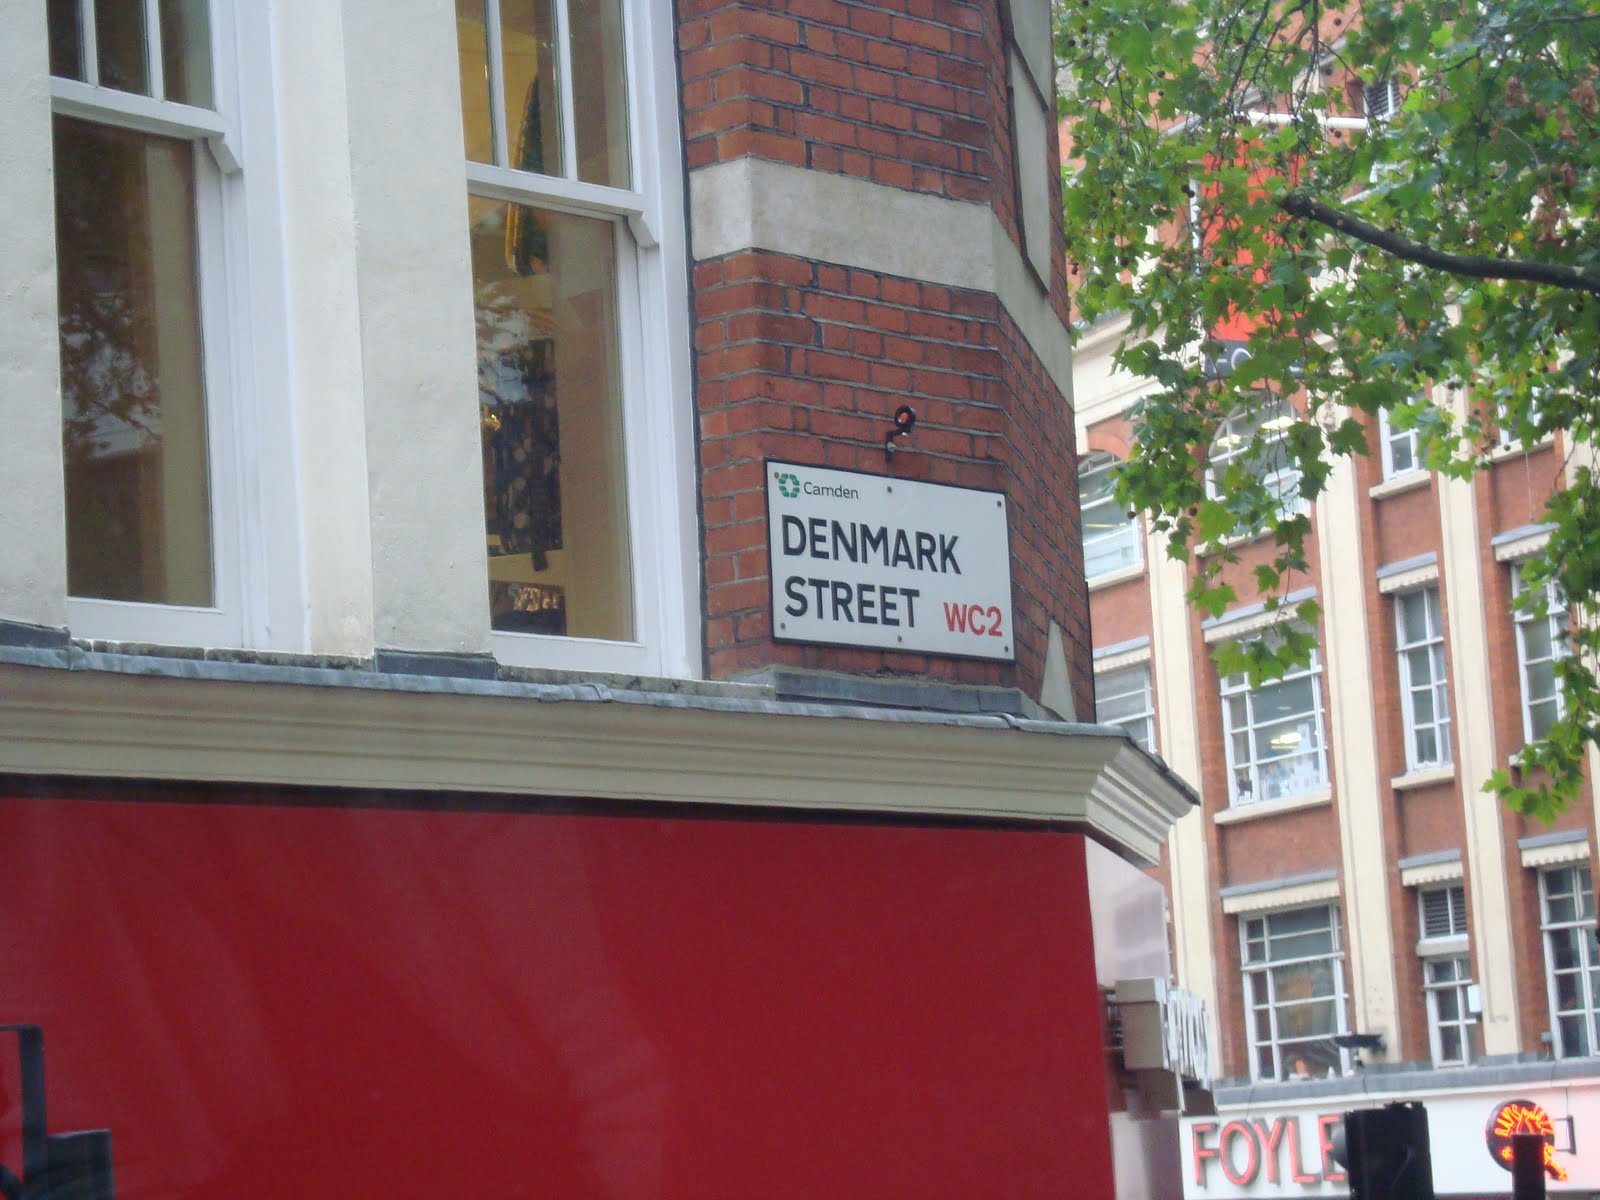 Camden
DENMARK
STREET WC2
FOYLE